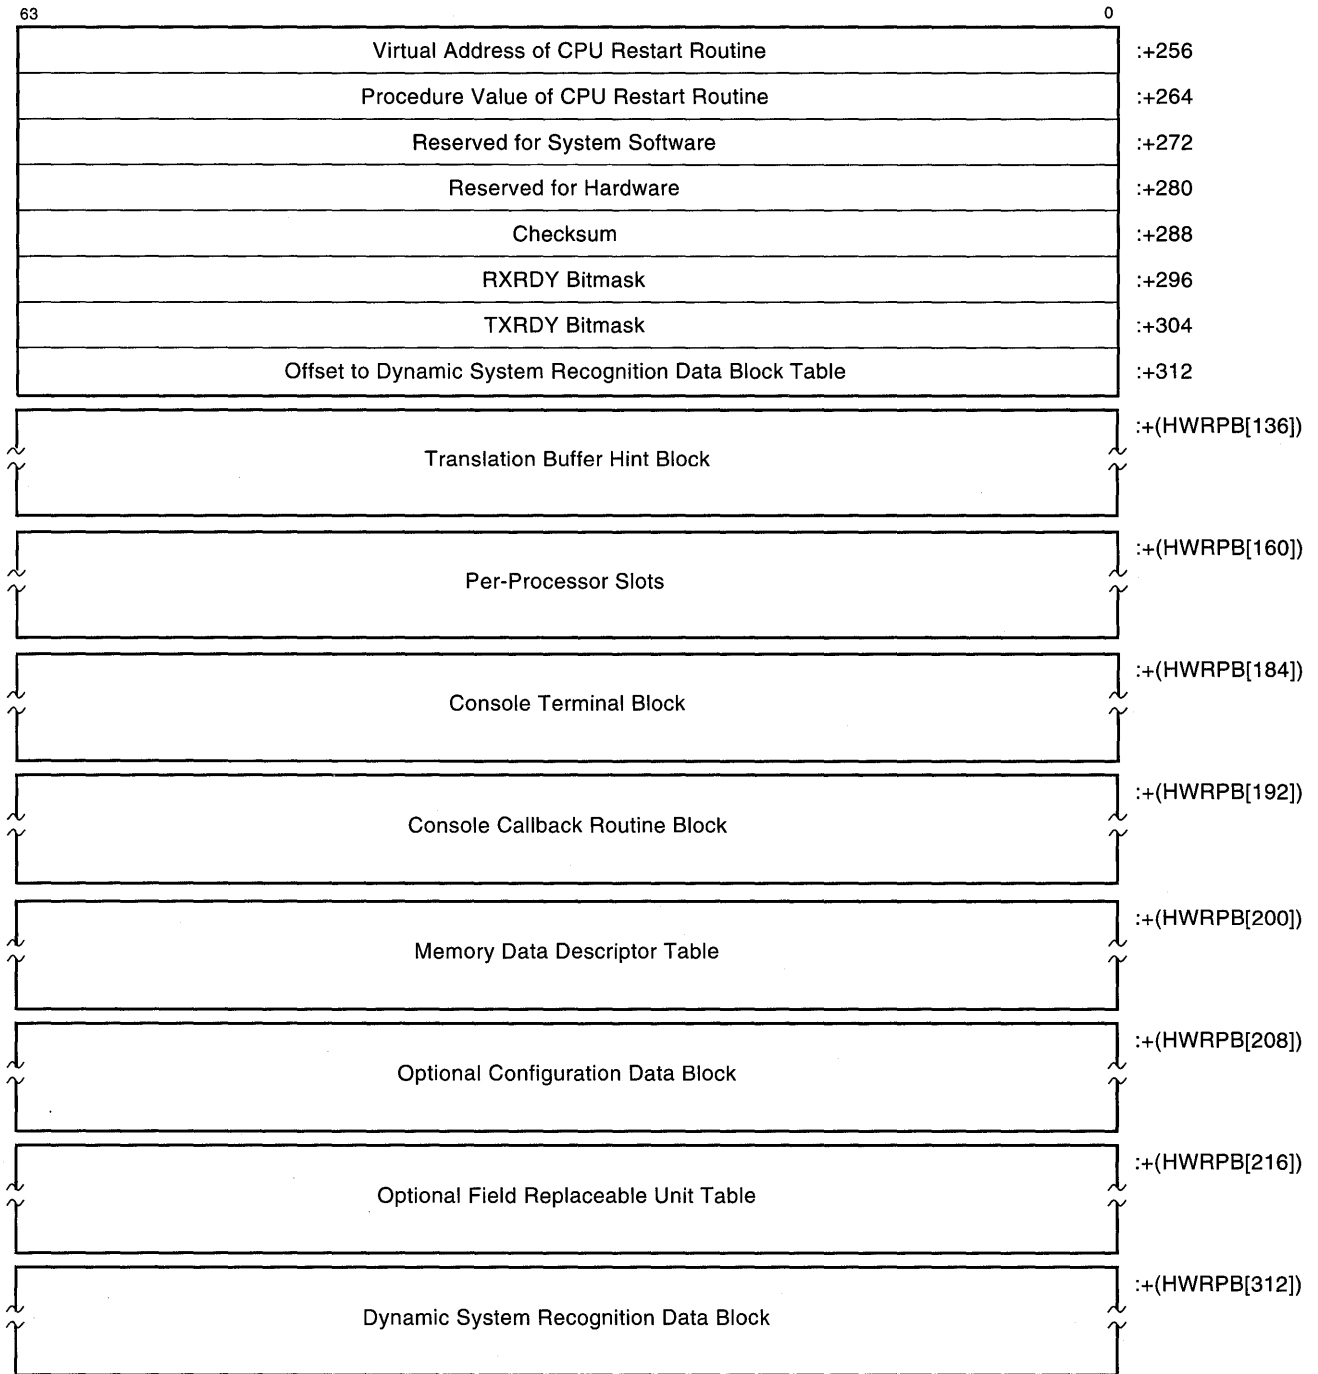 63 0
Virtual Address of CPU Restart Routine :+256
Procedure Value of CPU Restart Routine :+264
Reserved for System Software :+272
Reserved for Hardware :+280
Checksum :+288
RXRDY Bitmask :+296
TXRDY Bitmask :+304
Offset to Dynamic System Recognition Data Block Table :+312
:+(HWRPB[136])
Translation Buffer Hint Block
:+(HWRPB[160])
Per-Processor Slots
:+(HWRPB[184])
Console Terminal Block
:+(HWRPB[192])
Console Callback Routine Block
:+(HWRPB[200])
Memory Data Descriptor Table
:+(HWRPB[208])
Optional Configuration Data Block
:+(HWRPB[216])
Optional Field Replaceable Unit Table
:+(HWRPB[312])
Dynamic System Recognition Data Block